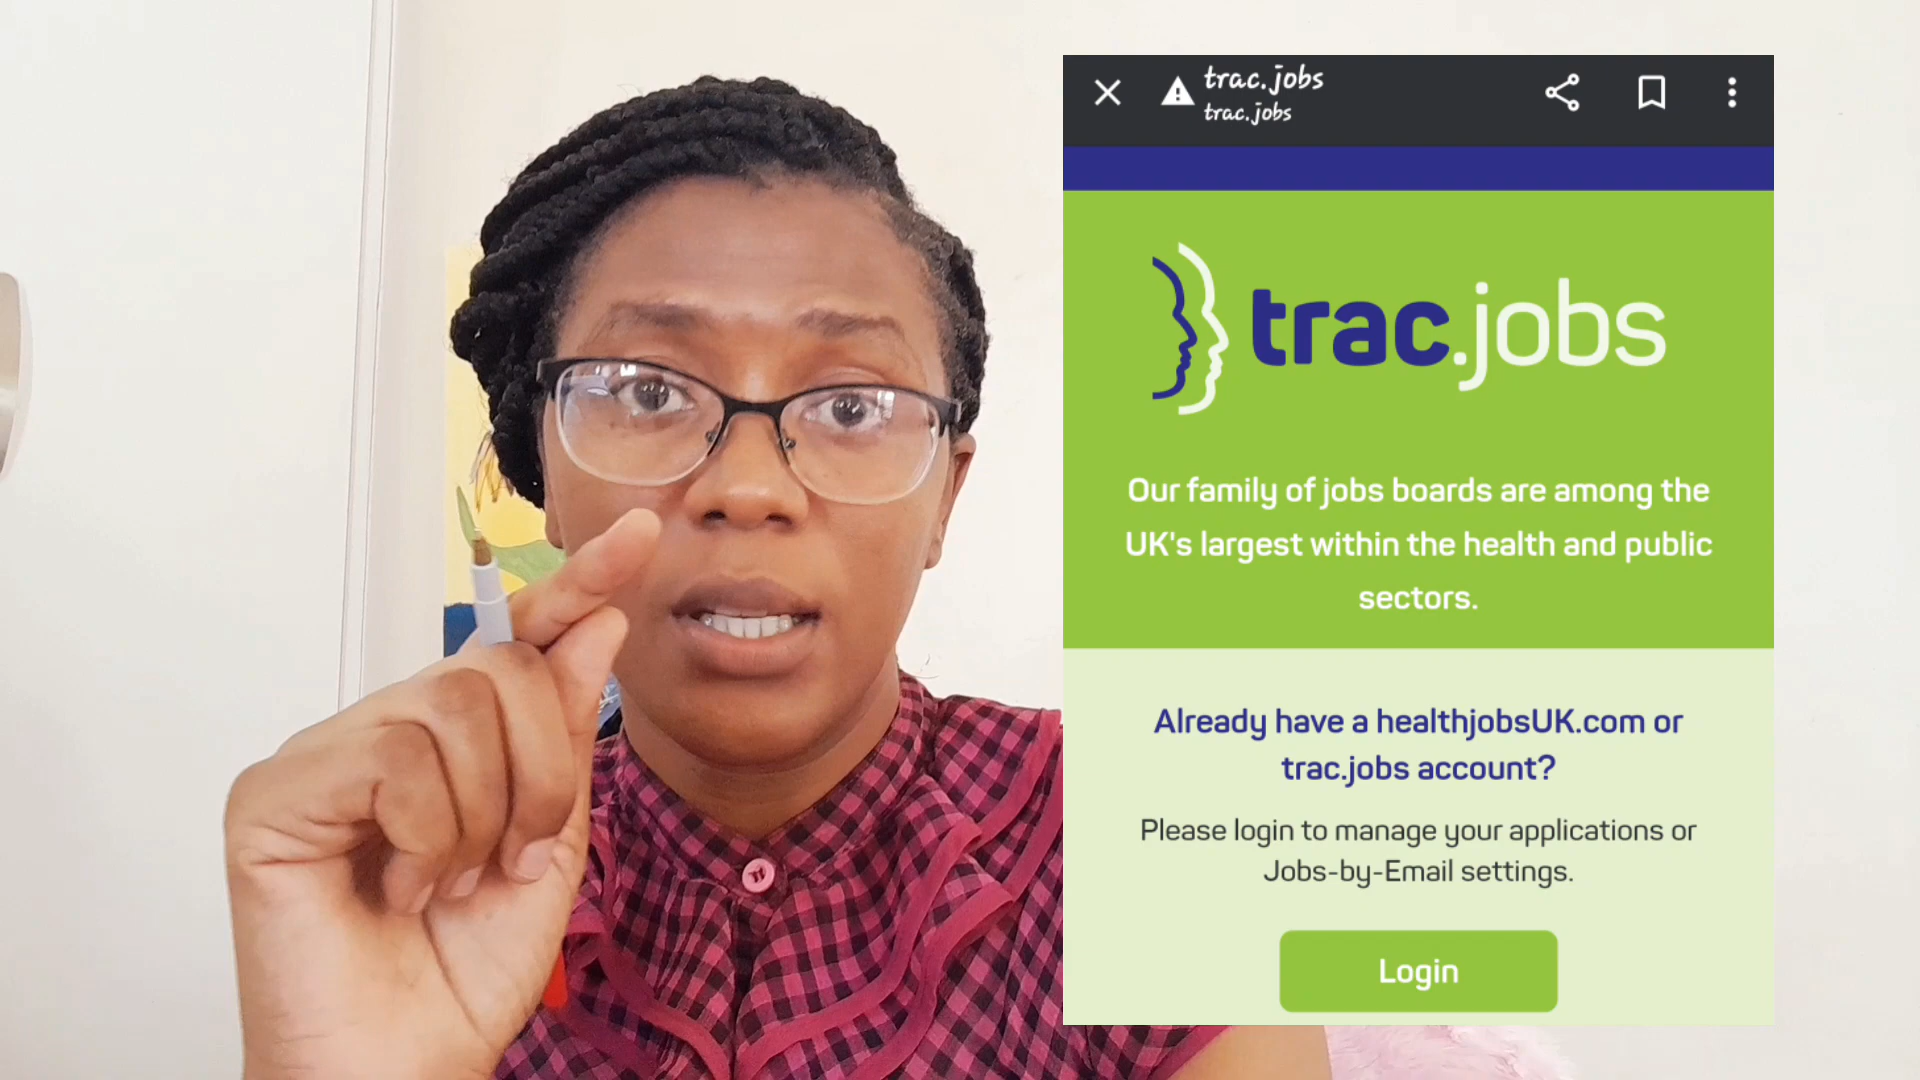 trac.jobs
trac.jobs
trac.jobs
Our family of jobs boards are among the
UK's largest within the health and public
sectors.
Already have a healthjobsUK.com or
trac.jobs account?
Please login to manage your applications or
Jobs-by-Email settings.
Login